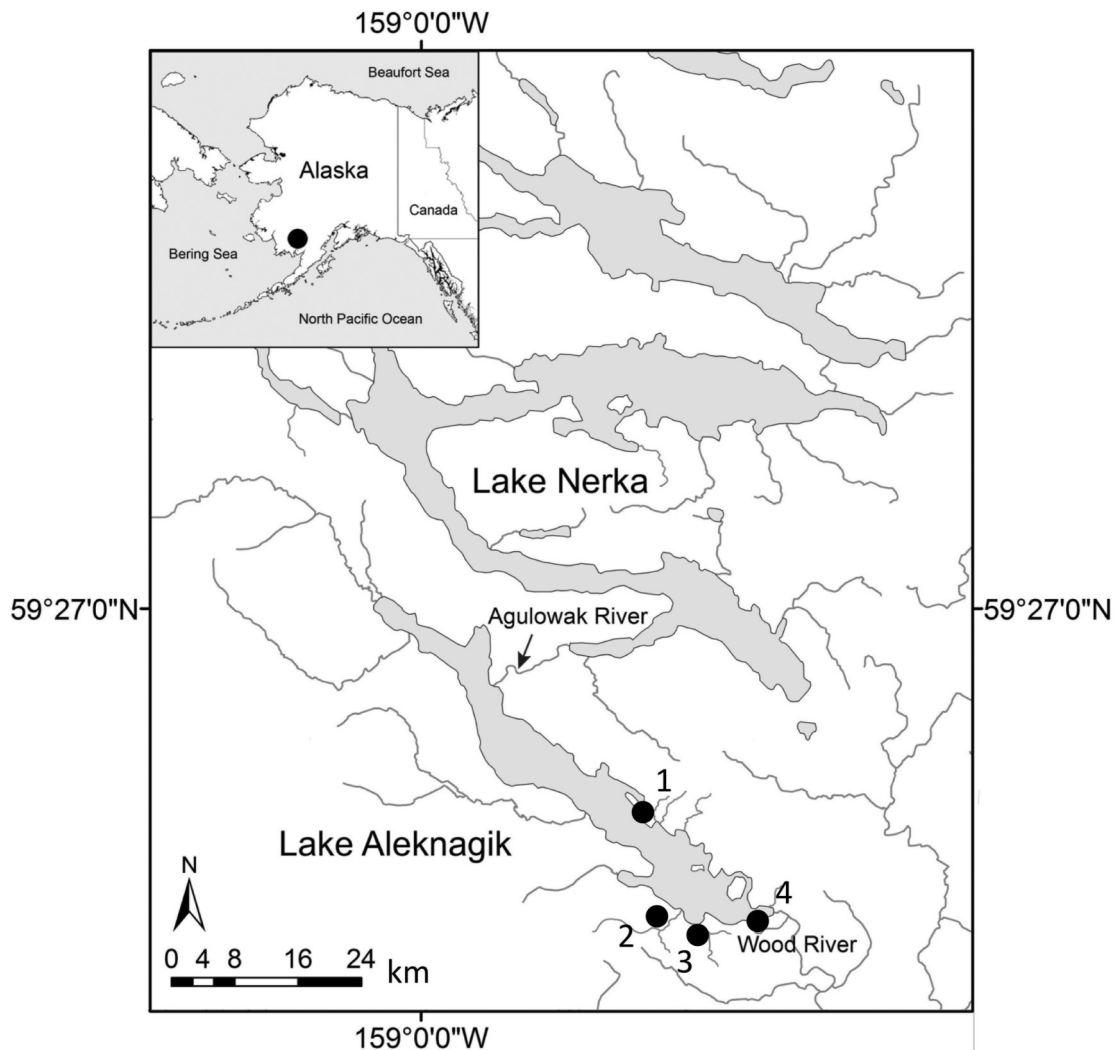 159°0'0"W
Beaufort Sea
Alaska
Canada
Bering Sea
North Pacific Ocean
Lake Nerka
59°27'0"N
59°27'0"N
Agulowak River
1
Lake Aleknagik
N
4
2
Wood River
3
0 4 8 16 24 km
159°0'0"W